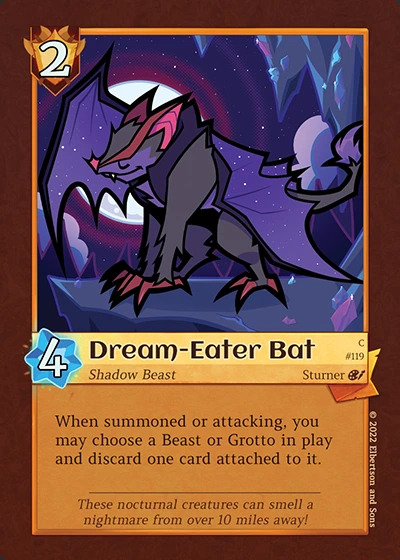 2
4
Dream-Eater Bat
C
#119
Shadow Beast
Sturner
When summoned or attacking, you
may choose a Beast or Grotto in play
and discard one card attached to it.
These nocturnal creatures can smell a
nightmare from over 10 miles away!
© 2022 Elbertson and Sons